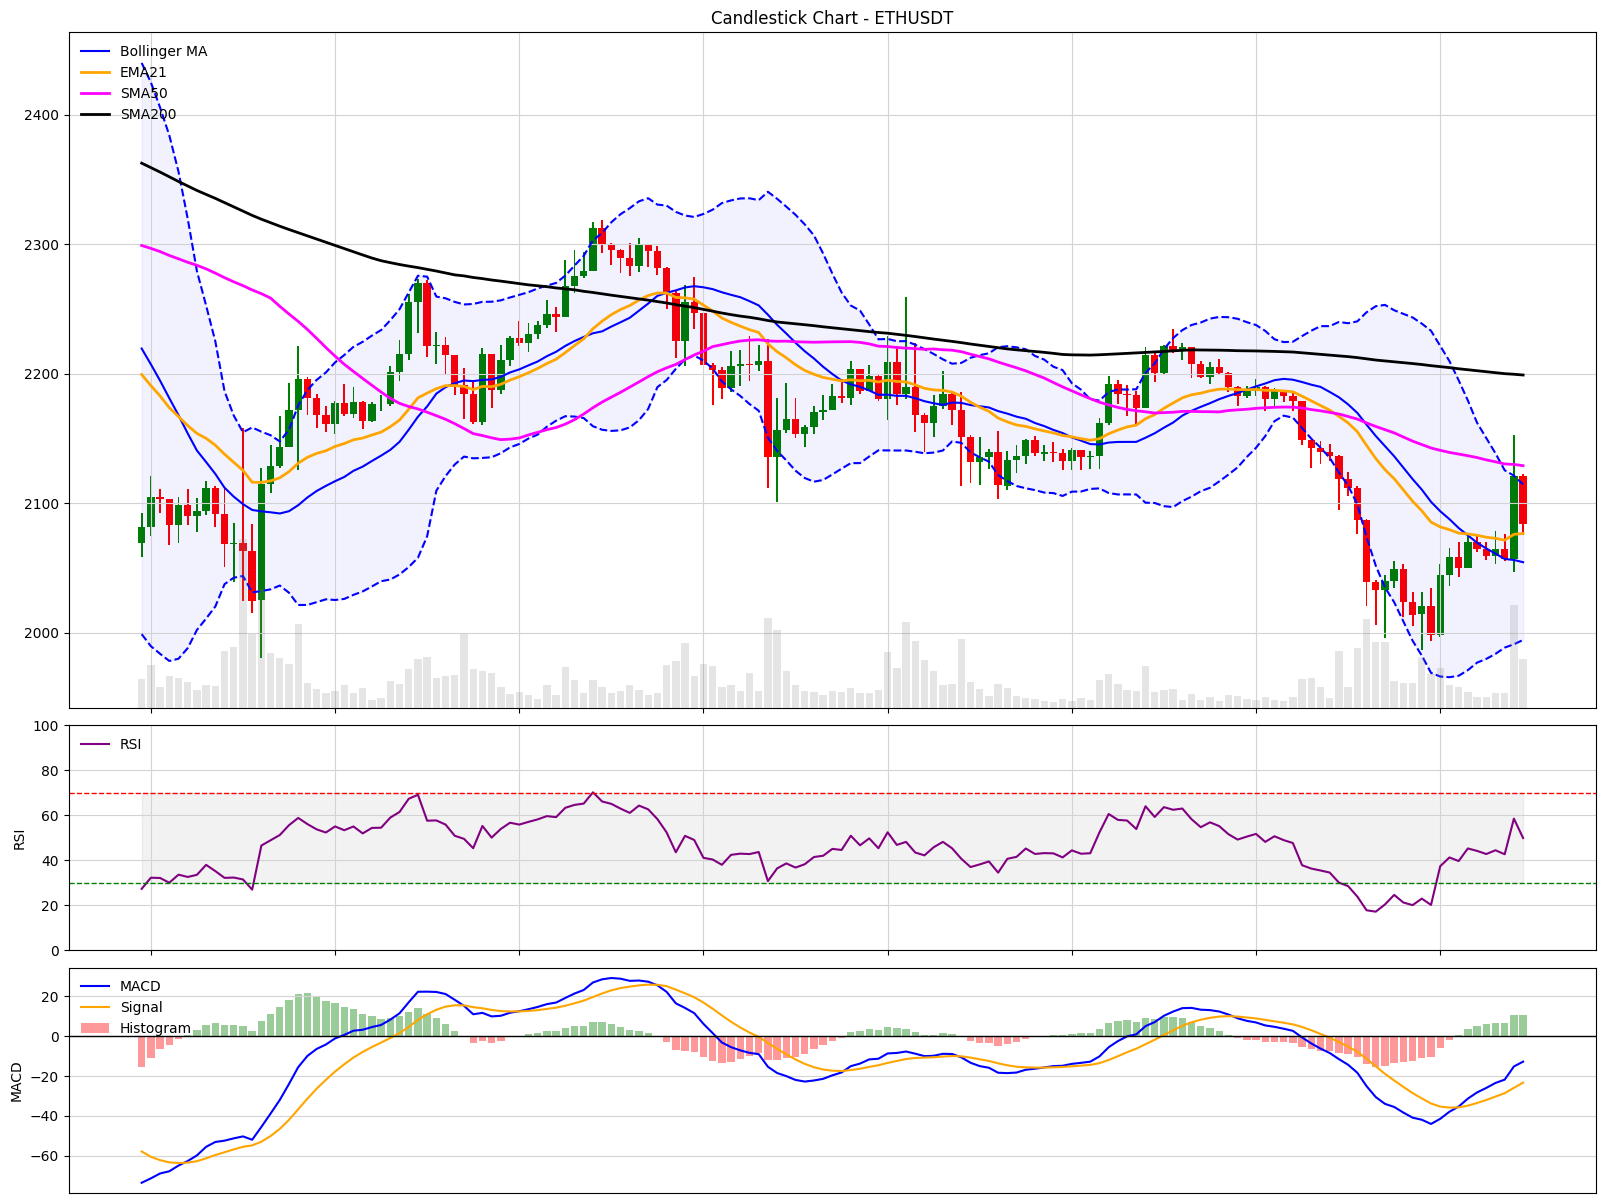 Candlestick Chart - ETHUSDT
Bollinger MA
EMA21
SMA50
SMA200
2400
2300
2200
2100
2000
RSI
100
80
60
40
20
0
RSI
MACD
Signal
Histogram
20
0
−20
−40
−60
MACD